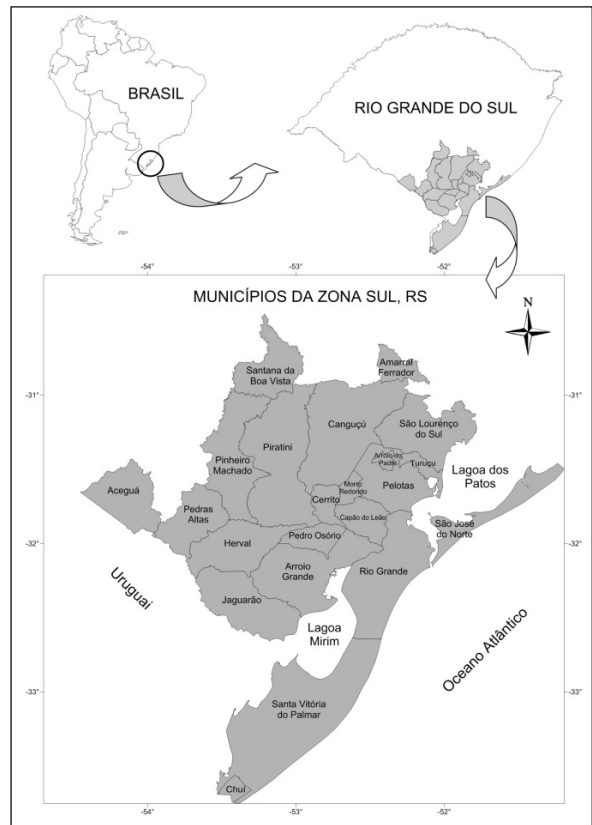 BRASIL
RIO GRANDE DO SUL
-54°
-53°
-52°
MUNICÍPIOS DA ZONA SUL, RS
N
Santana da
Boa Vista
Amarral
Ferrador
-31°
-31°
Canguçú
São Lourênço
do Sul
Piratini
Arroio do
Padre
Pinheiro
Machado
Turuçu
Lagoa dos
Patos
Aceguá
Morro
Redondo
Pelotas
Cerrito
Pedras
Altas
Capão do Leão
São José
do Norte
-32°
-32°
Herval
Pedro Osório
Arroio
Grande
Rio Grande
Uruguai
Jaguarão
Lagoa
Mirim
Oceano Atlântico
-33°
-33°
Santa Vitória
do Palmar
Chuí
-54°
-53°
-52°